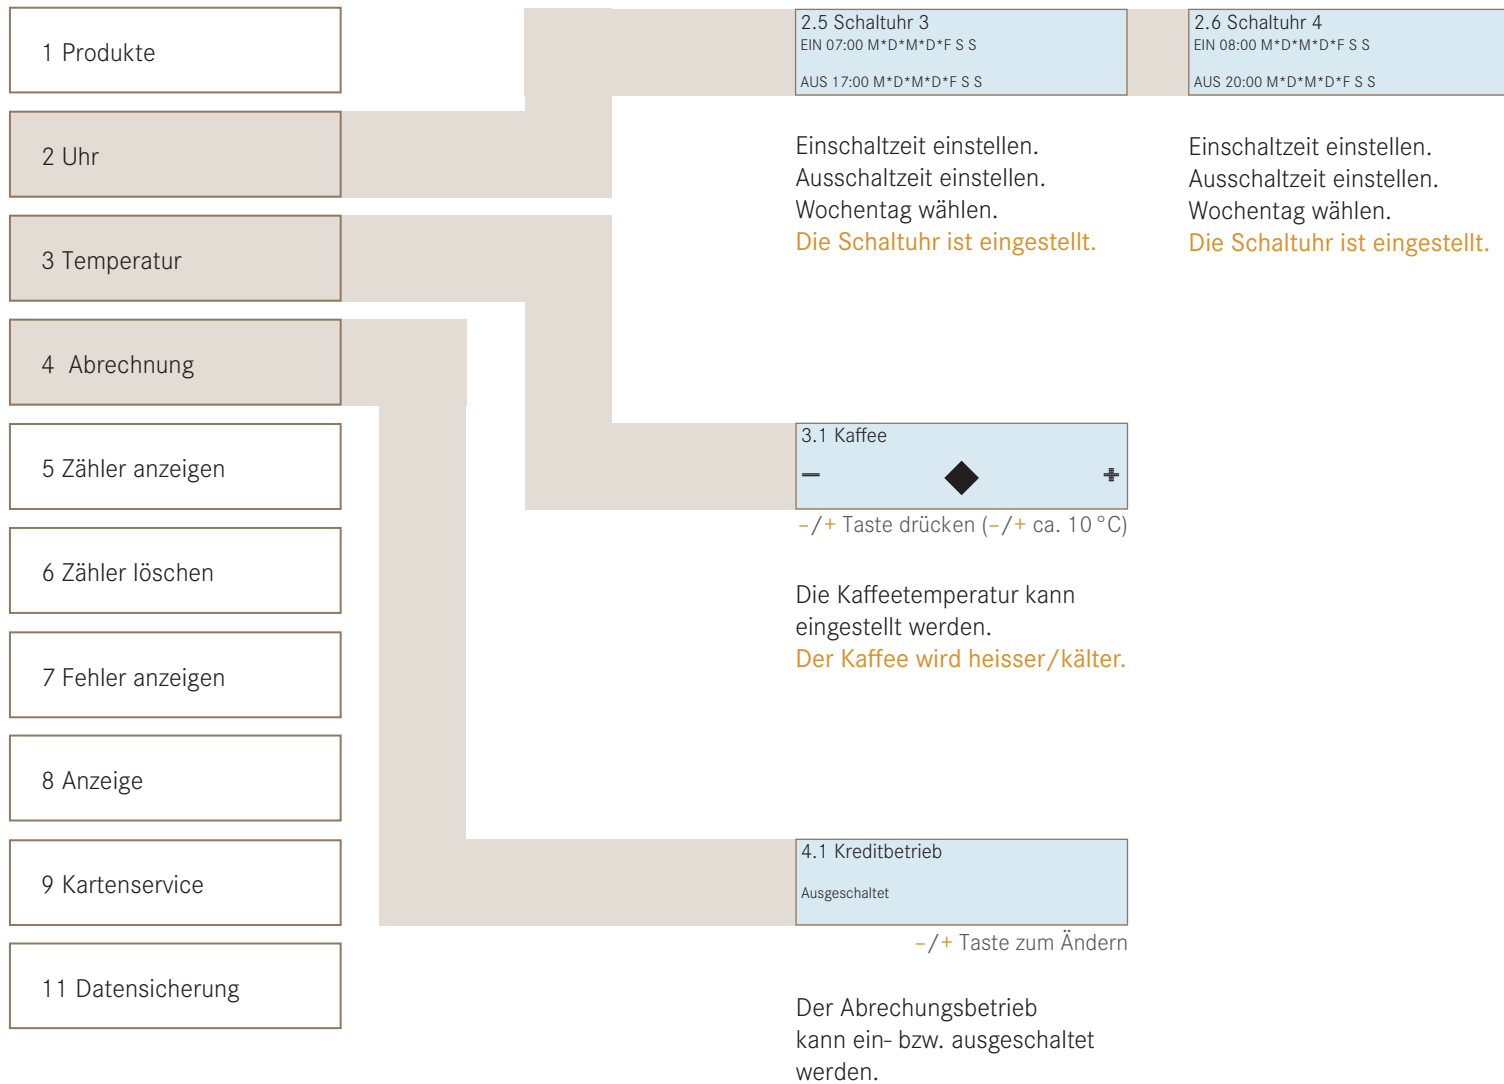 1 Produkte
2 Uhr
3 Temperatur
4 Abrechnung
5 Zähler anzeigen
6 Zähler löschen
7 Fehler anzeigen
8 Anzeige
9 Kartenservice
11 Datensicherung
2.5 Schaltuhr 3
EIN 07:00 M*D*M*D*F S S
AUS 17:00 M*D*M*D*F S S
Einschaltzeit einstellen.
Ausschaltzeit einstellen.
Wochentag wählen.
Die Schaltuhr ist eingestellt.
2.6 Schaltuhr 4
EIN 08:00 M*D*M*D*F S S
AUS 20:00 M*D*M*D*F S S
Einschaltzeit einstellen.
Ausschaltzeit einstellen.
Wochentag wählen.
Die Schaltuhr ist eingestellt.
3.1 Kaffee
– +
–/+ Taste drücken (–/+ ca. 10 °C)
Die Kaffeetemperatur kann
eingestellt werden.
Der Kaffee wird heisser/kälter.
4.1 Kreditbetrieb
Ausgeschaltet
–/+ Taste zum Ändern
Der Abrechungsbetrieb
kann ein- bzw. ausgeschaltet
werden.